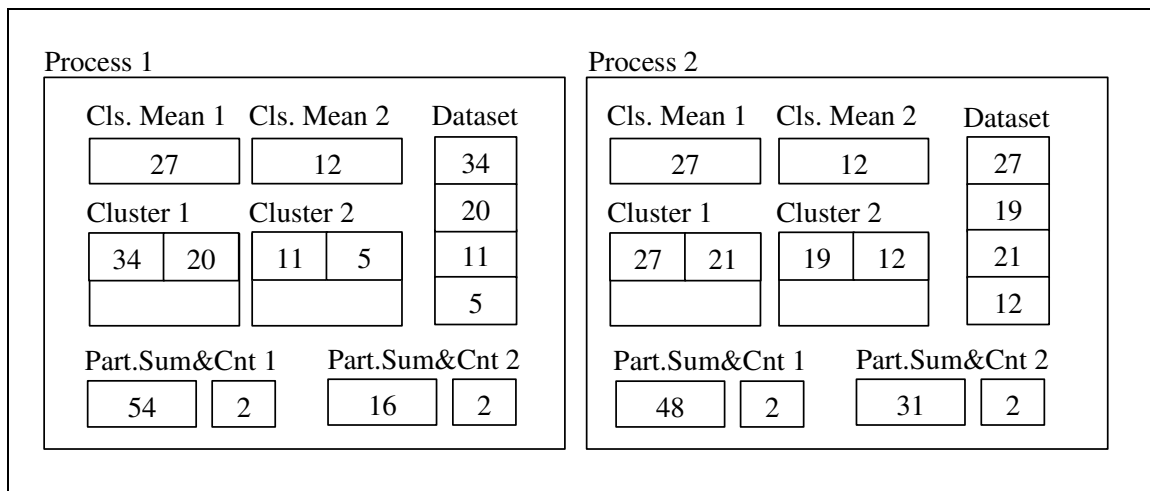 Process 1
Cls. Mean 1 Cls. Mean 2 Dataset
27 12 34
20
Cluster 1 Cluster 2
34 20 11 5 11
5
Part.Sum&Cnt 1 Part.Sum&Cnt 2
54 2 16 2
Process 2
Cls. Mean 1 Cls. Mean 2 Dataset
27 12 27
19
Cluster 1 Cluster 2
27 21 19 12 21
12
Part.Sum&Cnt 1 Part.Sum&Cnt 2
48 2 31 2